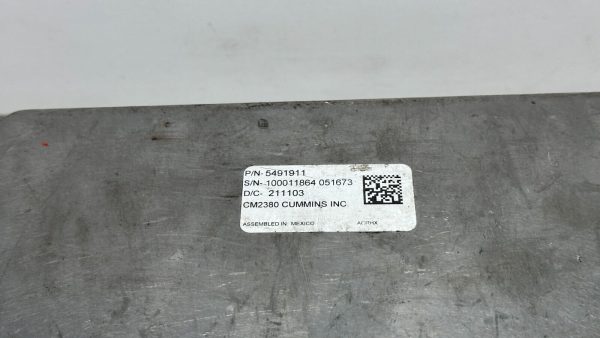 P/N- 5491911
S/N- 100011864 051673
D/C- 211103
CM2380 CUMMINS INC
ASSEMBLED IN: MEXICO